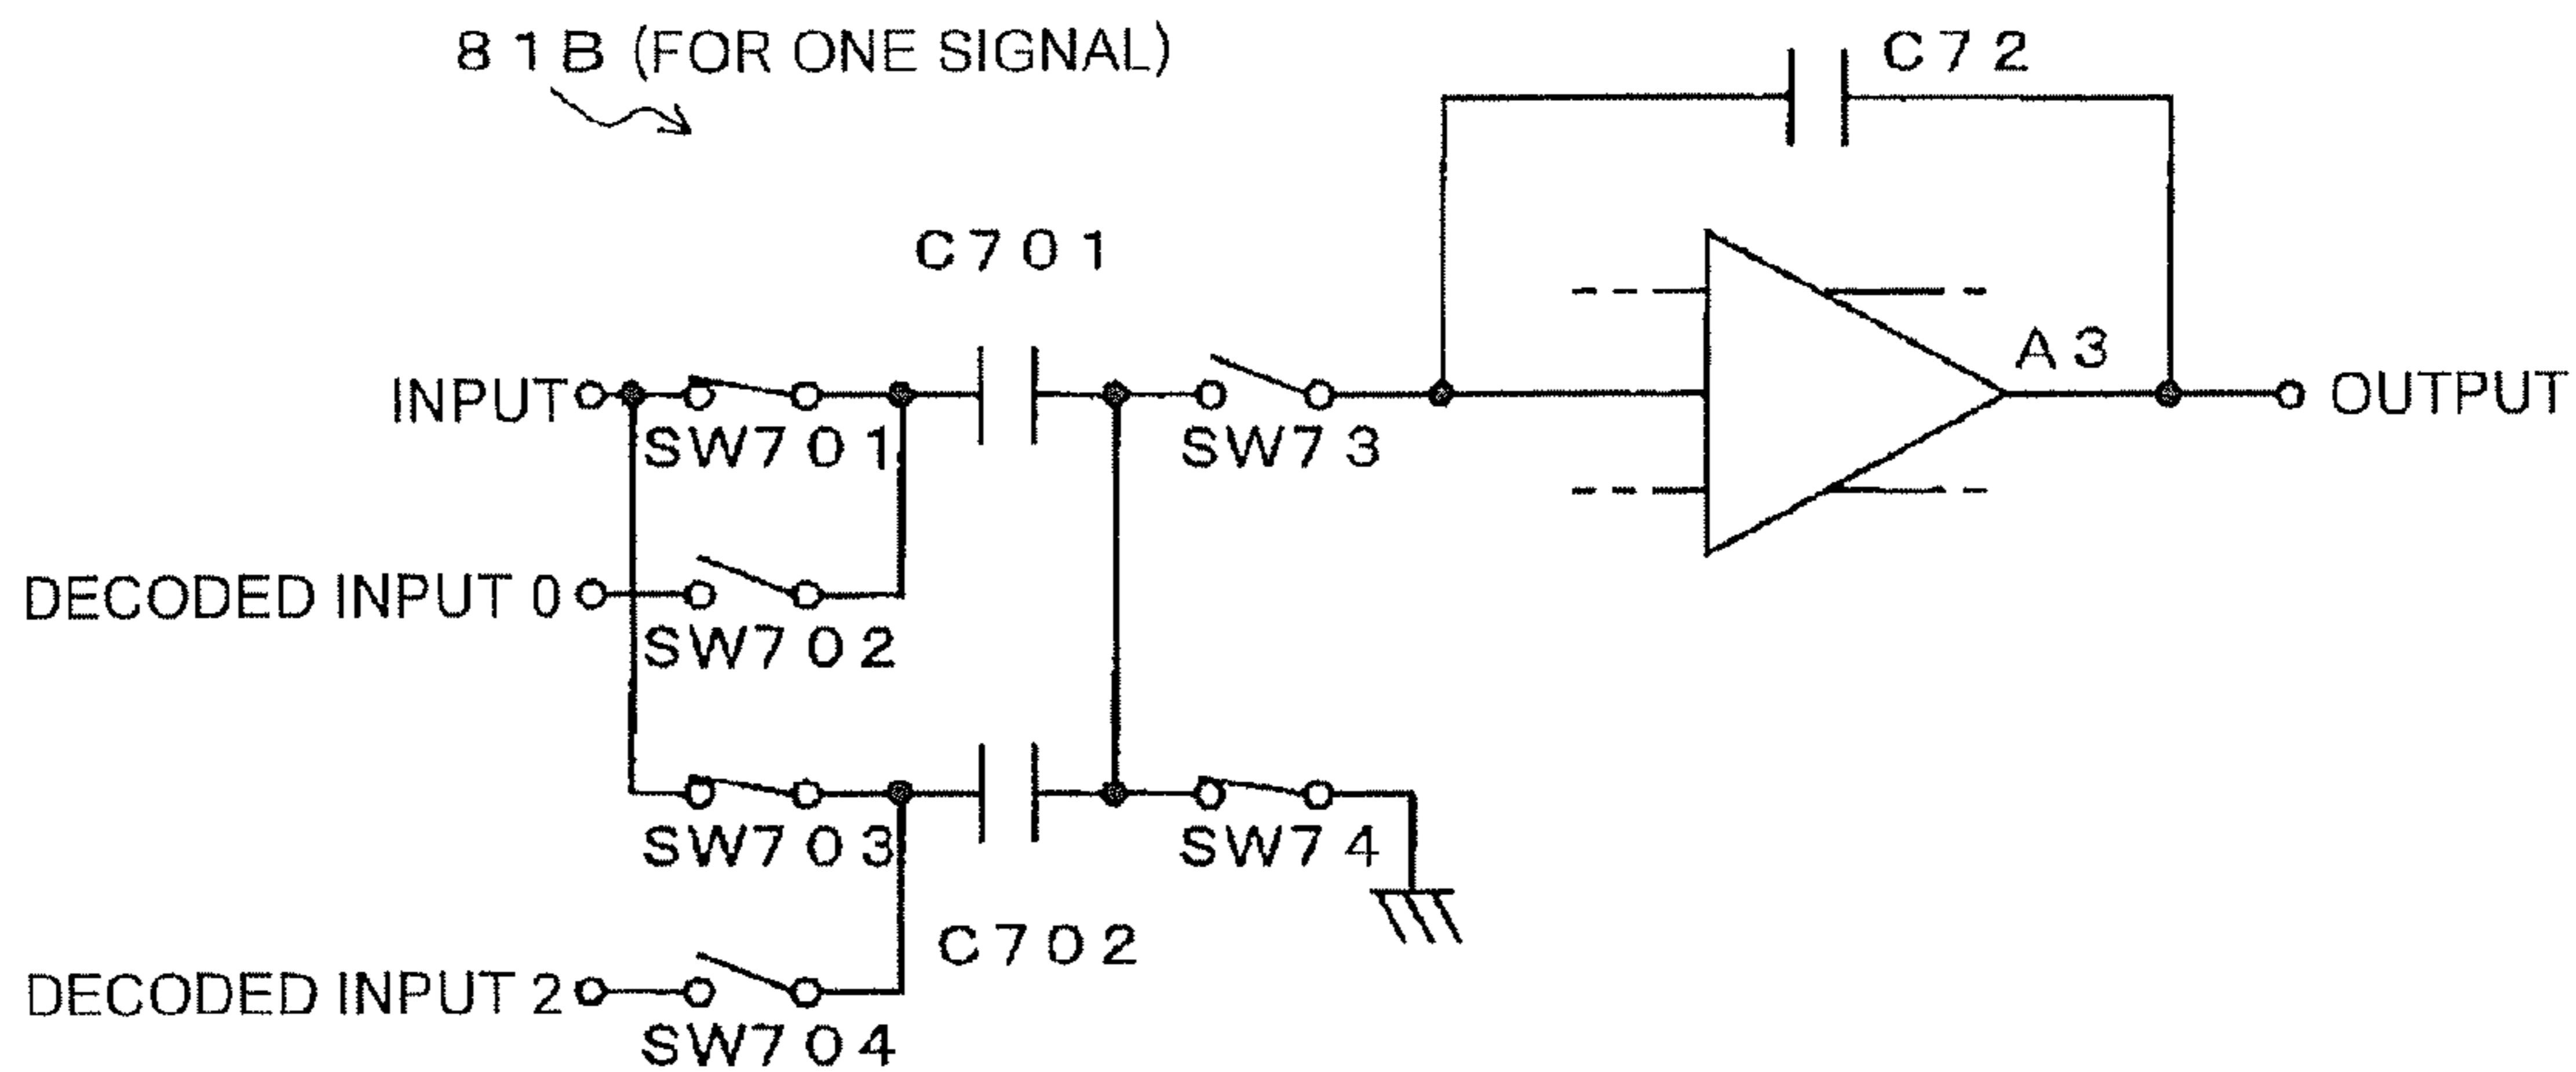 81B (FOR ONE SIGNAL)
C72
C701
A3
INPUT
OUTPUT
SW701
SW73
DECODED INPUT 0
SW702
SW703
SW74
C702
DECODED INPUT 2
SW704